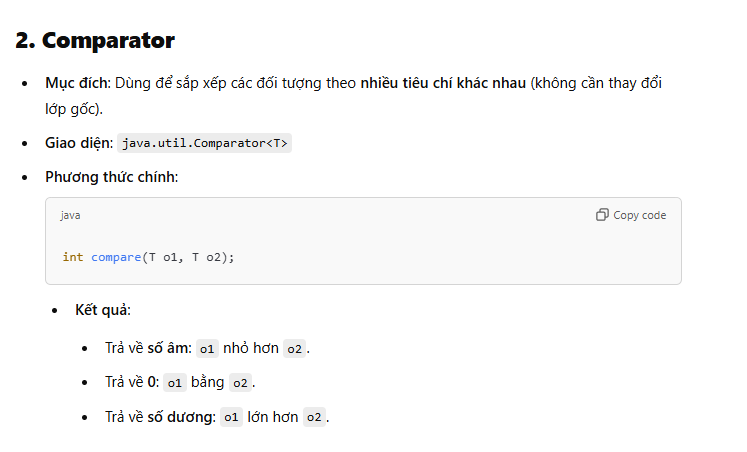 2. Comparator
Mục đích: Dùng để sắp xếp các đối tượng theo nhiều tiêu chí khác nhau (không cần thay đổi
lớp gốc).
Giao diện: java.util.Comparator<T>
Phương thức chính:
java Copy code
int compare(T o1, T o2);
Kết quả:
Trả về số âm: o1 nhỏ hơn o2.
Trả về 0: o1 bằng o2.
Trả về số dương: o1 lớn hơn o2.